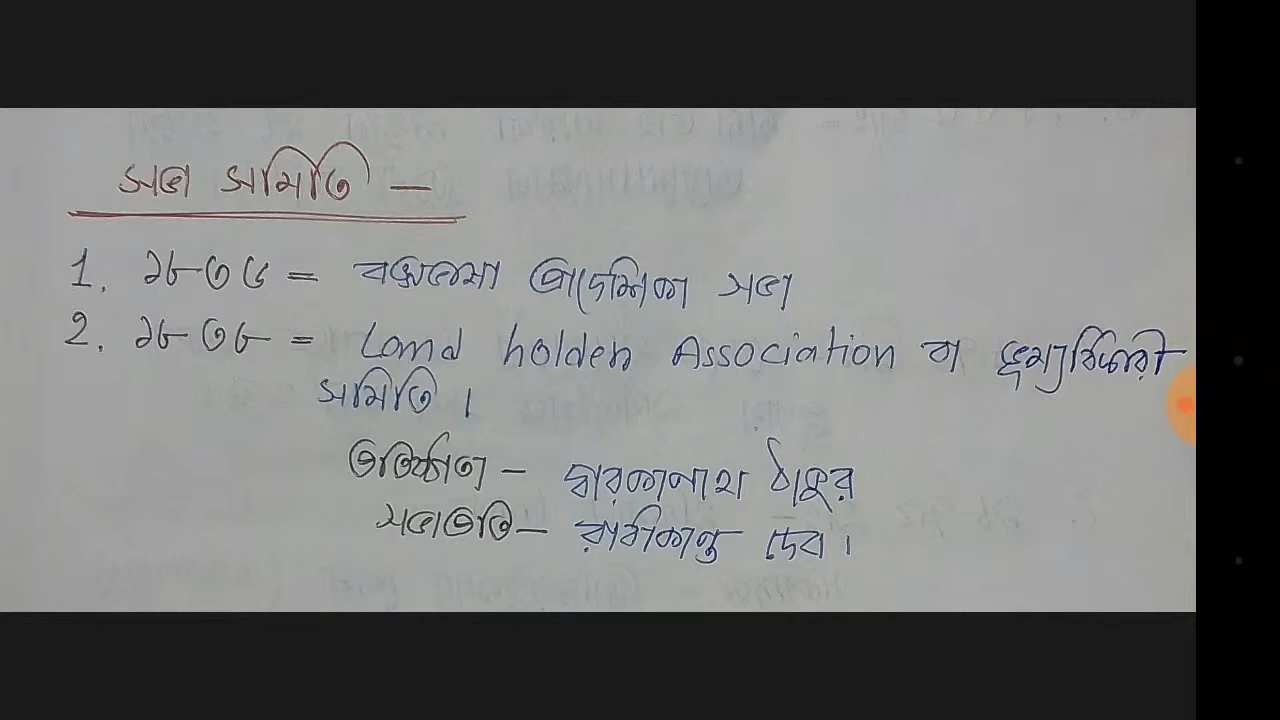 সভা সমিতি —
1. ১৮৩৬ = বঙ্গভাষা প্রকাশিকা সভা
2. ১৮৩৮ = Land holder Association বা ভূম্যধিকারী
সমিতি।
প্রতিষ্ঠাতা – দ্বারকানাথ ঠাকুর
সভাপতি – রাধাকান্ত দেব।